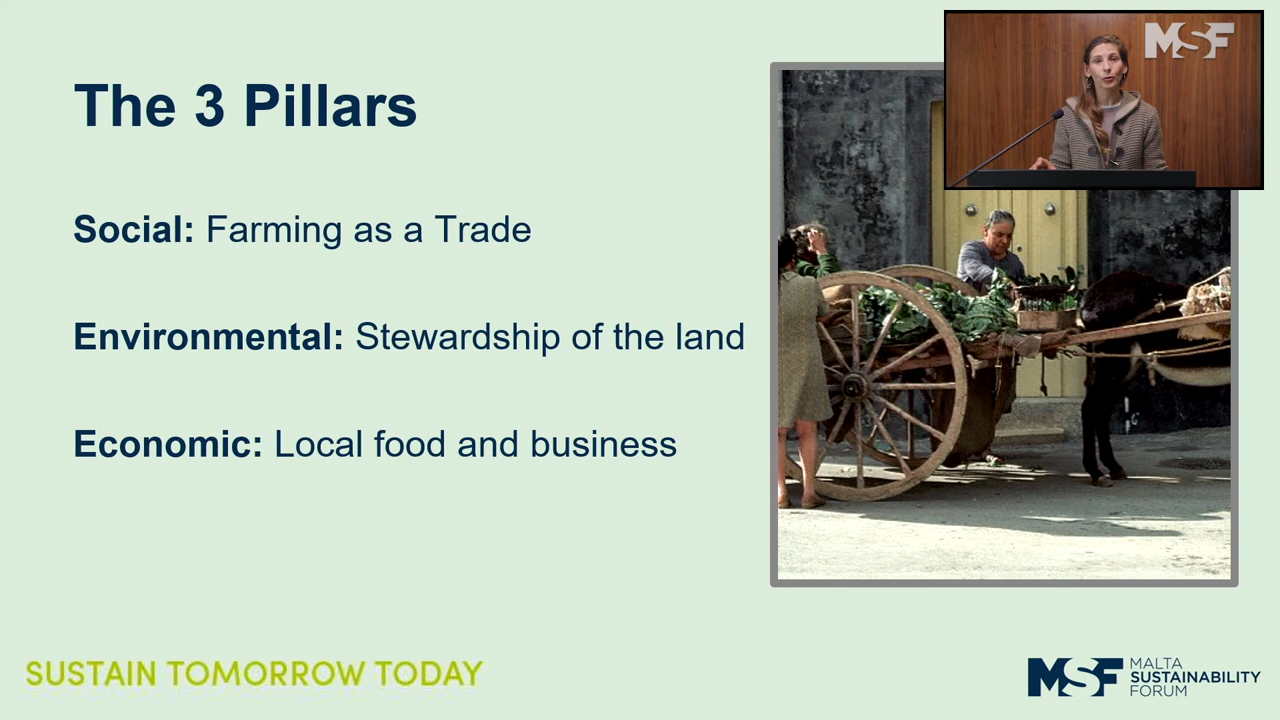 MSF
The 3 Pillars
Social: Farming as a Trade
Environmental: Stewardship of the land
Economic: Local food and business
SUSTAIN TOMORROW TODAY
MSF
MALTA
SUSTAINABILITY
FORUM